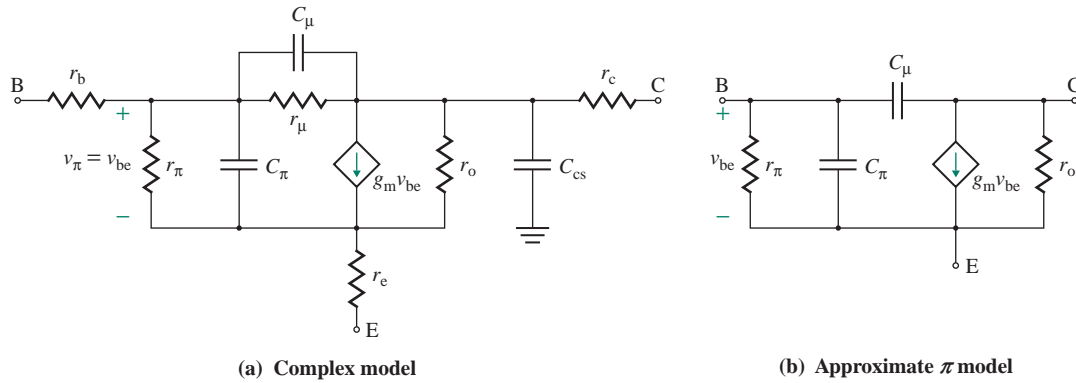 C_μ
B
r_b
r_c
C
+
r_μ
v_π = v_be
r_π
C_π
g_m v_be
r_o
C_cs
−
r_e
E
(a) Complex model
C_μ
B
C
+
v_be
r_π
C_π
g_m v_be
r_o
−
E
(b) Approximate π model